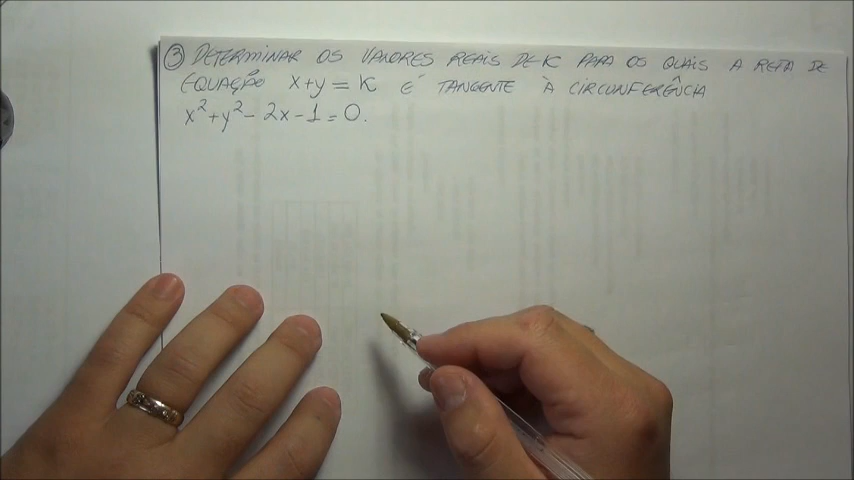 ③ DETERMINAR OS VALORES REAIS DE K PARA OS QUAIS A RETA DE
EQUAÇÃO x+y=K É TANGENTE À CIRCUNFERÊNCIA
x²+y²-2x-1=0.